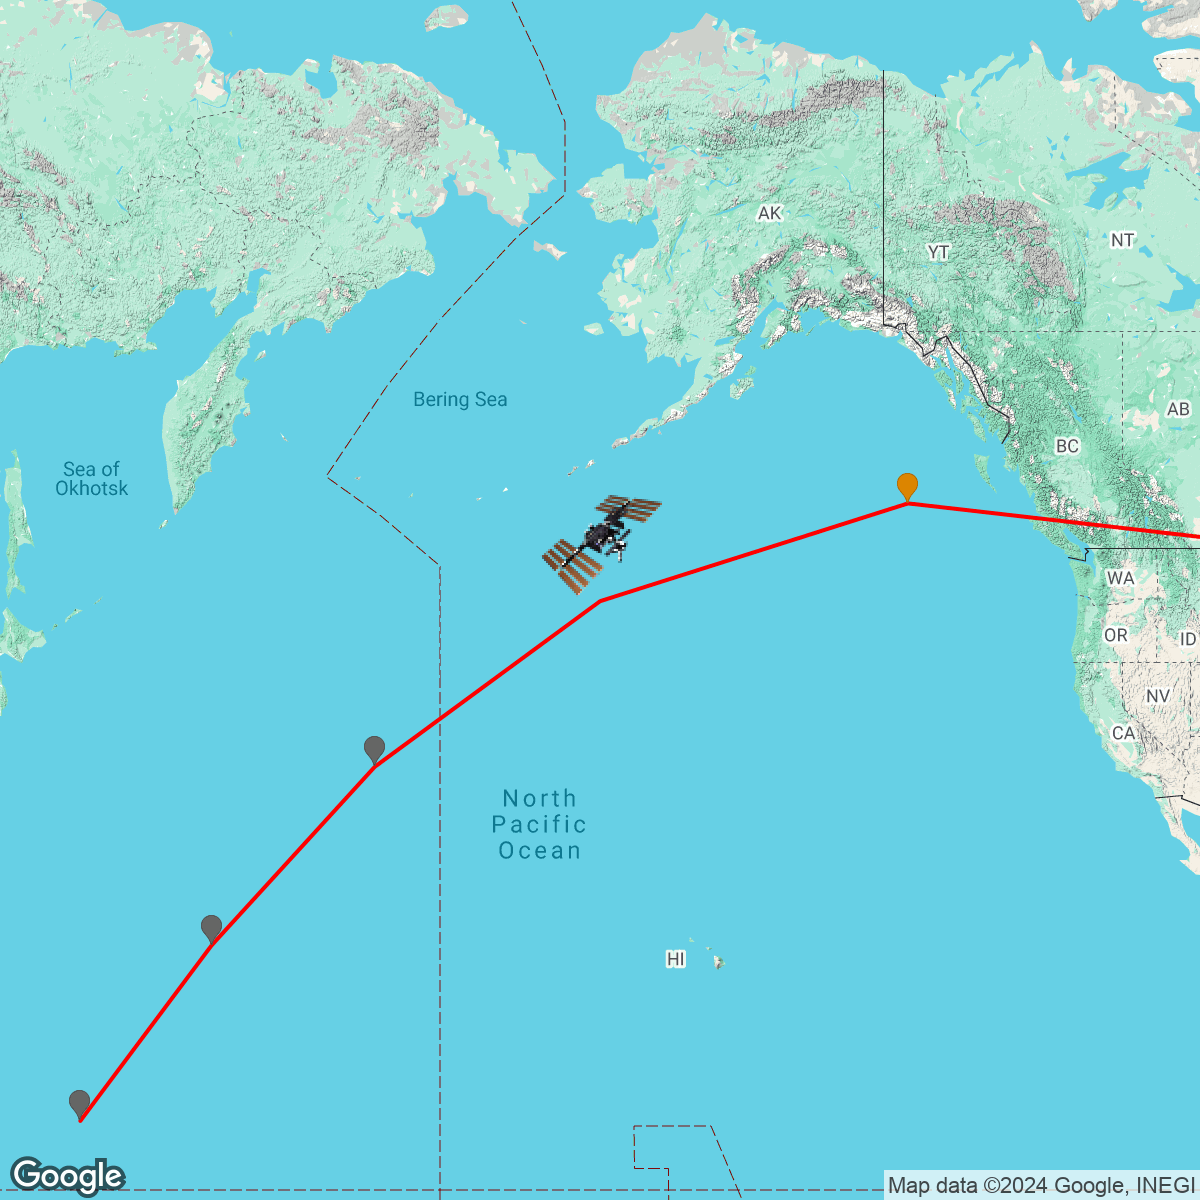 AK
YT
NT
Bering Sea
AB
BC
Sea of
Okhotsk
WA
OR
ID
NV
CA
North
Pacific
Ocean
HI
Google
Map data ©2024 Google, INEGI